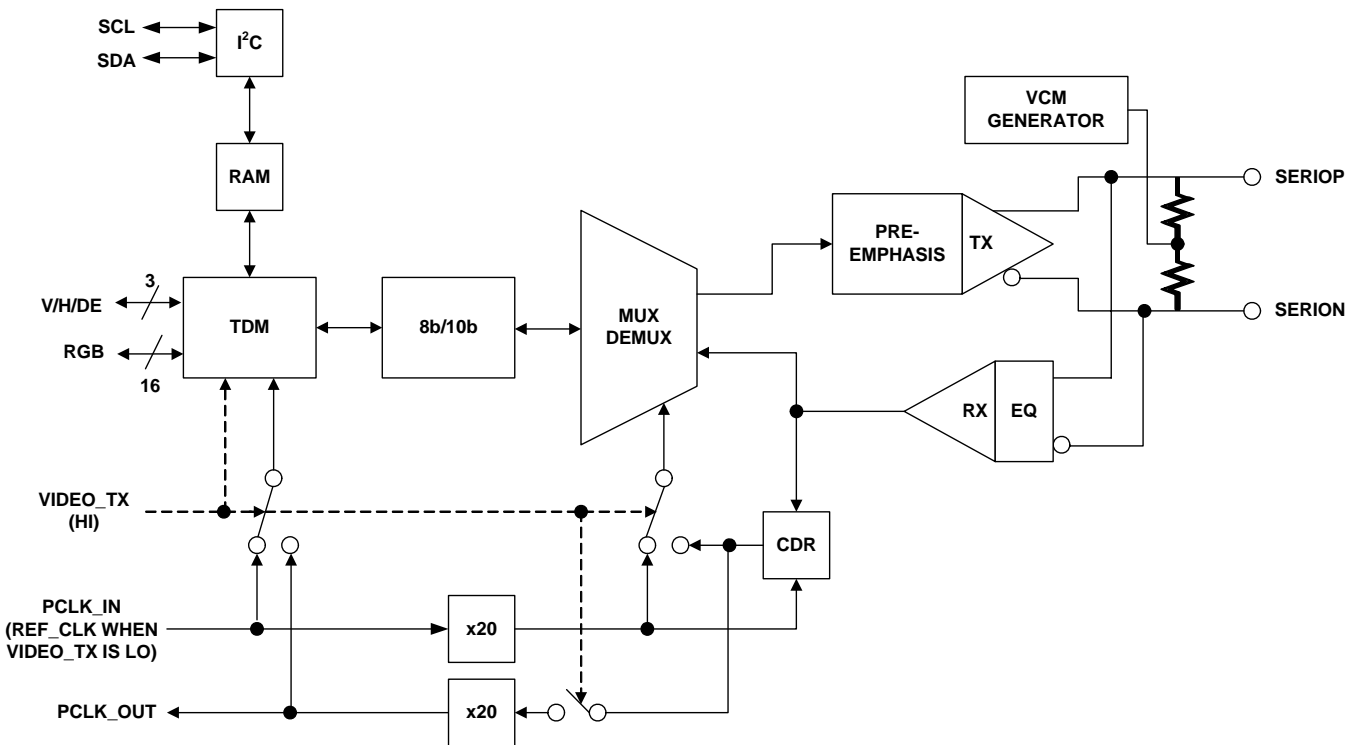 SCL
SDA
I²C
VCM
GENERATOR
RAM
SERIOP
PRE-
EMPHASIS
TX
V/H/DE
3
TDM
8b/10b
MUX
DEMUX
SERION
RGB
16
RX
EQ
VIDEO_TX
(HI)
CDR
PCLK_IN
(REF_CLK WHEN
VIDEO_TX IS LO)
x20
PCLK_OUT
x20